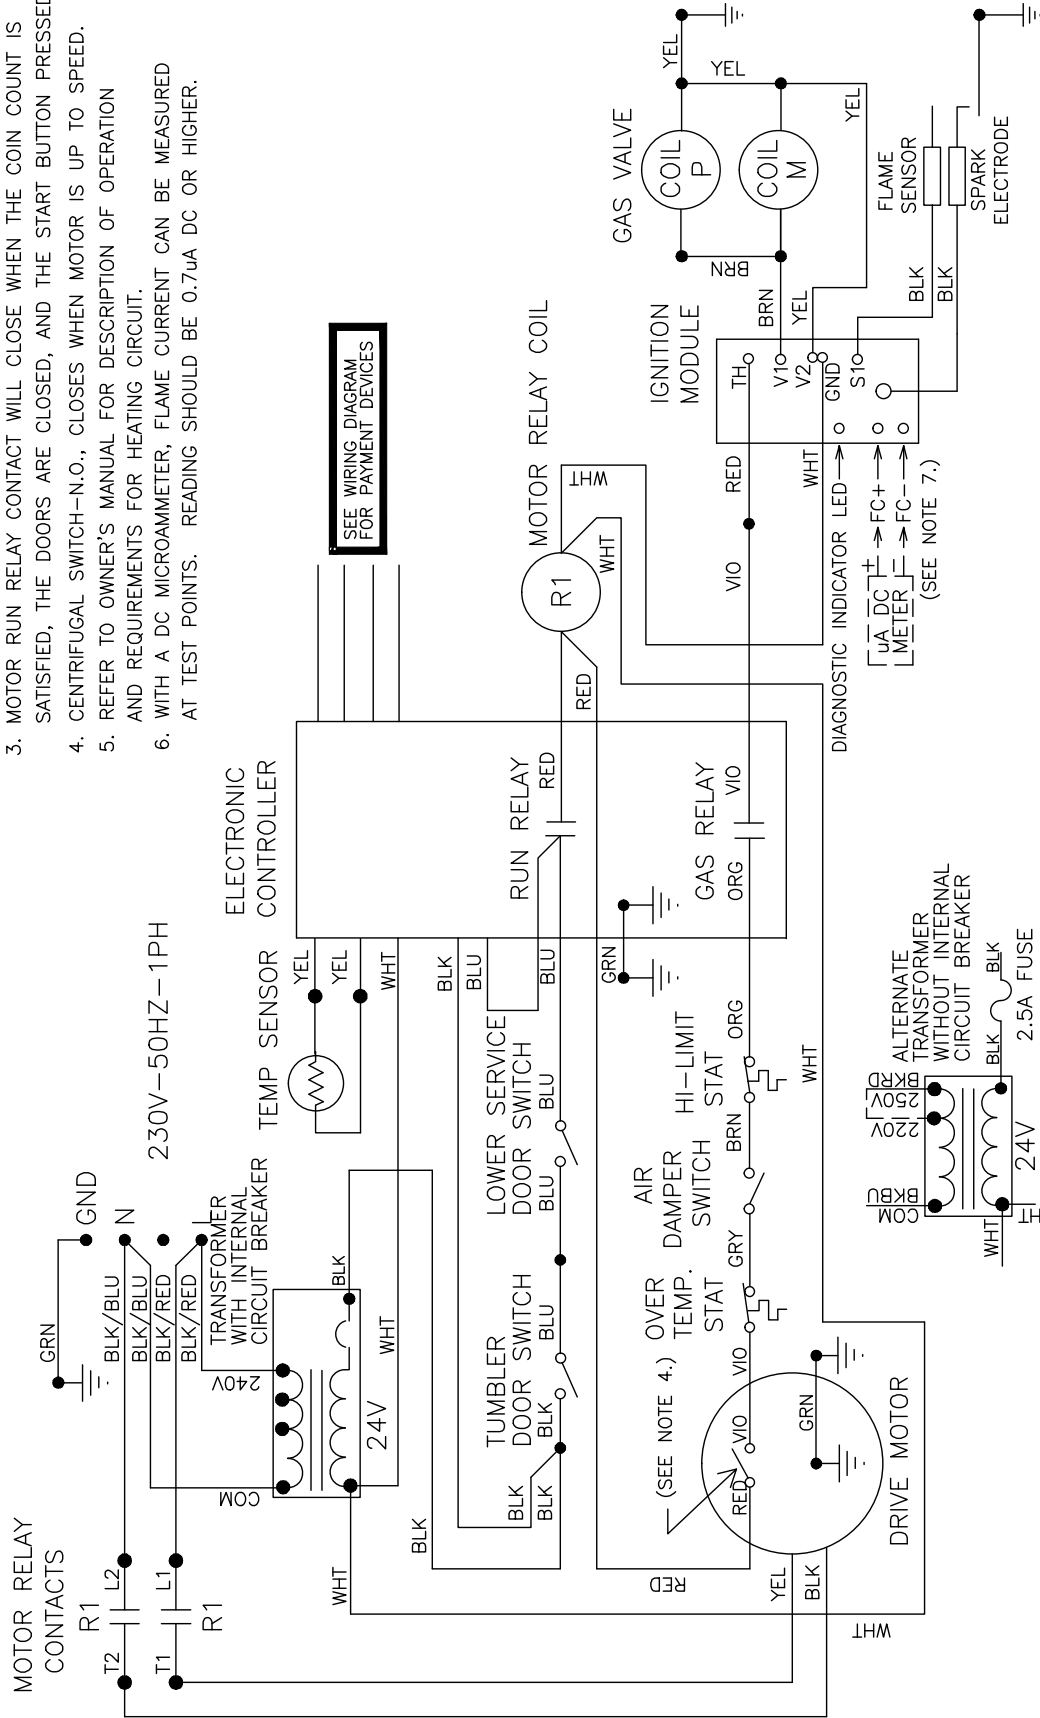 3. MOTOR RUN RELAY CONTACT WILL CLOSE WHEN THE COIN COUNT IS
SATISFIED, THE DOORS ARE CLOSED, AND THE START BUTTON PRESSED
4. CENTRIFUGAL SWITCH-N.O., CLOSES WHEN MOTOR IS UP TO SPEED.
5. REFER TO OWNER'S MANUAL FOR DESCRIPTION OF OPERATION
AND REQUIREMENTS FOR HEATING CIRCUIT.
6. WITH A DC MICROAMMETER, FLAME CURRENT CAN BE MEASURED
AT TEST POINTS. READING SHOULD BE 0.7uA DC OR HIGHER.
MOTOR RELAY
CONTACTS
R1
R1
T2
L2
T1
L1
GRN
GND
N
L
230V-50HZ-1PH
BLK/BLU
BLK/BLU
BLK/RED
BLK/RED
TRANSFORMER
WITH INTERNAL
CIRCUIT BREAKER
240V
COM
24V
BLK
WHT
WHT
BLK
TEMP SENSOR
YEL
YEL
WHT
ELECTRONIC
CONTROLLER
SEE WIRING DIAGRAM
FOR PAYMENT DEVICES
BLK
BLU
BLU
BLK
BLK
BLK
TUMBLER
DOOR SWITCH
BLU
LOWER SERVICE
DOOR SWITCH
BLU
BLU
RUN RELAY
RED
RED
MOTOR RELAY COIL
R1
WHT
WHT
GRN
GAS RELAY
ORG
VIO
VIO
RED
(SEE NOTE 4.)
RED
RED
VIO
VIO
OVER
TEMP.
STAT
GRY
AIR
DAMPER
SWITCH
BRN
HI-LIMIT
STAT
ORG
WHT
GRN
DRIVE MOTOR
YEL
BLK
WHT
IGNITION
MODULE
TH
V1
V2
GND
S1
WHT
DIAGNOSTIC INDICATOR LED
uA DC
METER
+
−
FC+
FC-
(SEE NOTE 7.)
GAS VALVE
COIL
P
COIL
M
BRN
BRN
YEL
YEL
YEL
YEL
FLAME
SENSOR
SPARK
ELECTRODE
BLK
BLK
ALTERNATE
TRANSFORMER
WITHOUT INTERNAL
CIRCUIT BREAKER
COM
BKBU
220V
250V
BKRD
24V
WHT
BLK
BLK
2.5A FUSE